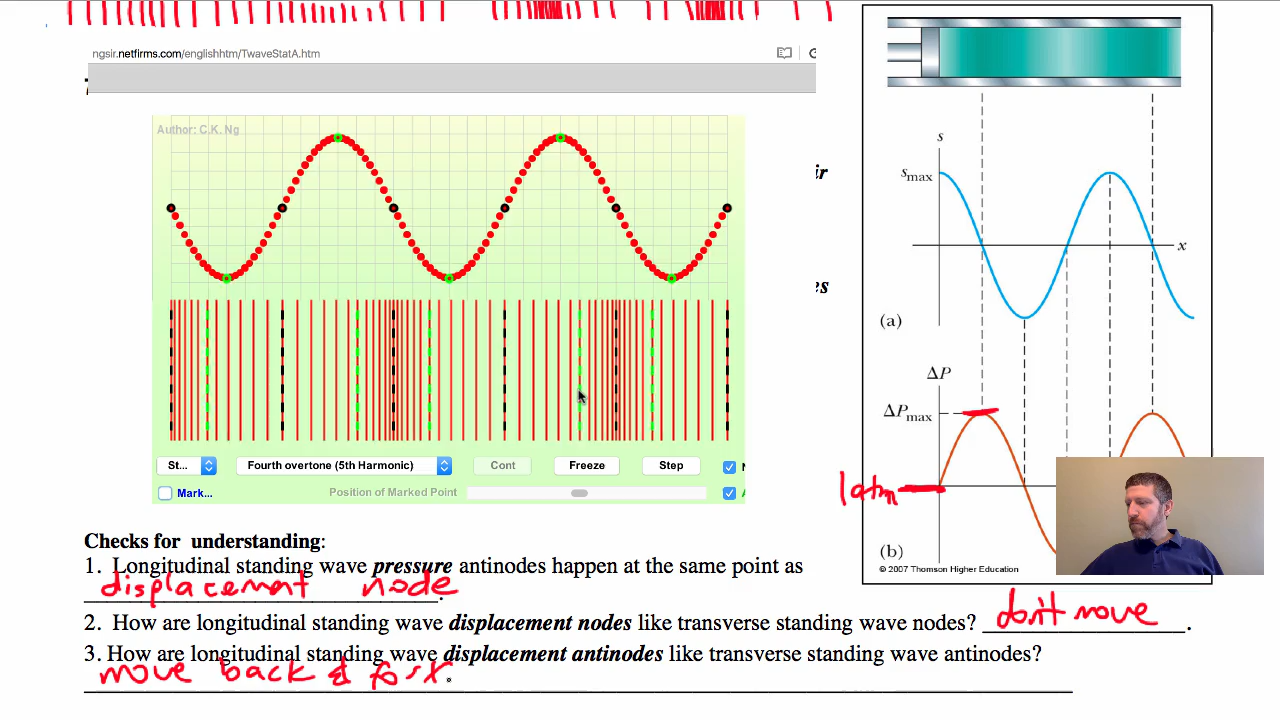 ngsir.netfirms.com/englishhtm/TwaveStatA.htm
Author: C.K. Ng
ir
es
St...
Fourth overtone (5th Harmonic)
Cont
Freeze
Step
Mark...
Position of Marked Point
s
smax
x
(a)
ΔP
ΔPmax
1atm
(b)
© 2007 Thomson Higher Education
Checks for understanding:
1. Longitudinal standing wave pressure antinodes happen at the same point as
displacement node.
2. How are longitudinal standing wave displacement nodes like transverse standing wave nodes? don't move.
3. How are longitudinal standing wave displacement antinodes like transverse standing wave antinodes?
move back & forth.